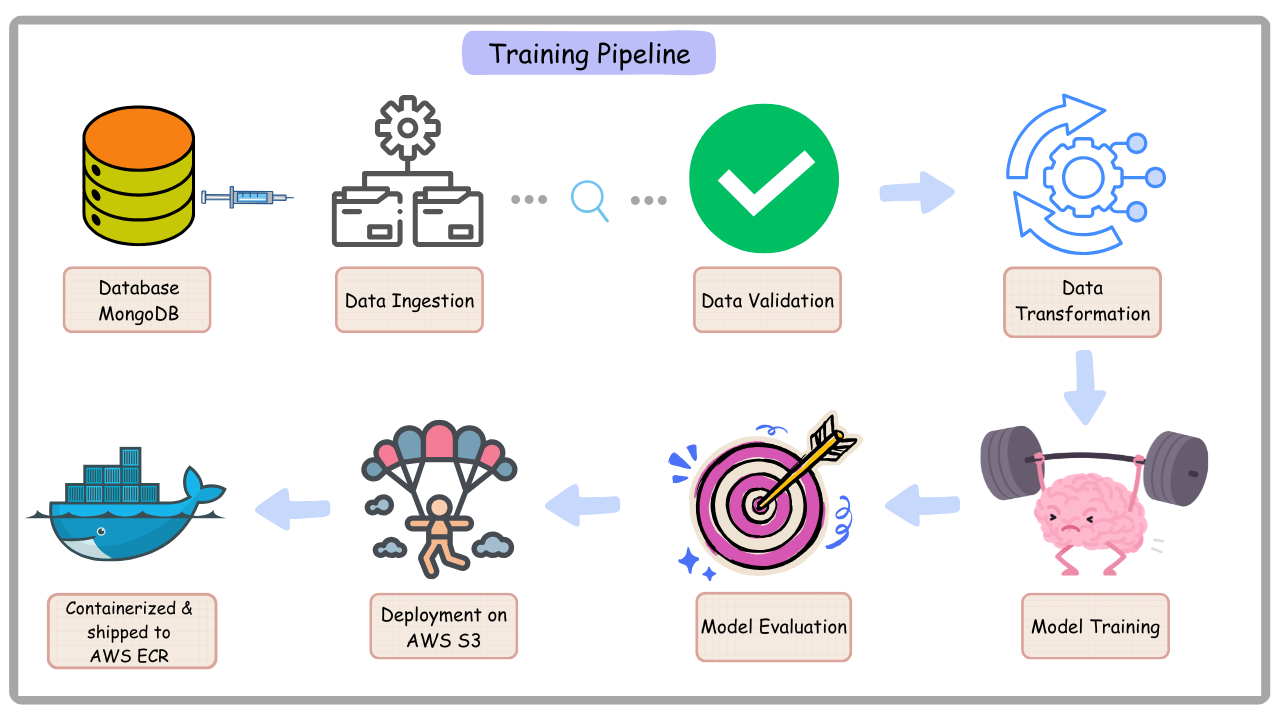 Training Pipeline
Database
MongoDB
Data Ingestion
Data Validation
Data
Transformation
Containerized &
shipped to
AWS ECR
Deployment on
AWS S3
Model Evaluation
Model Training